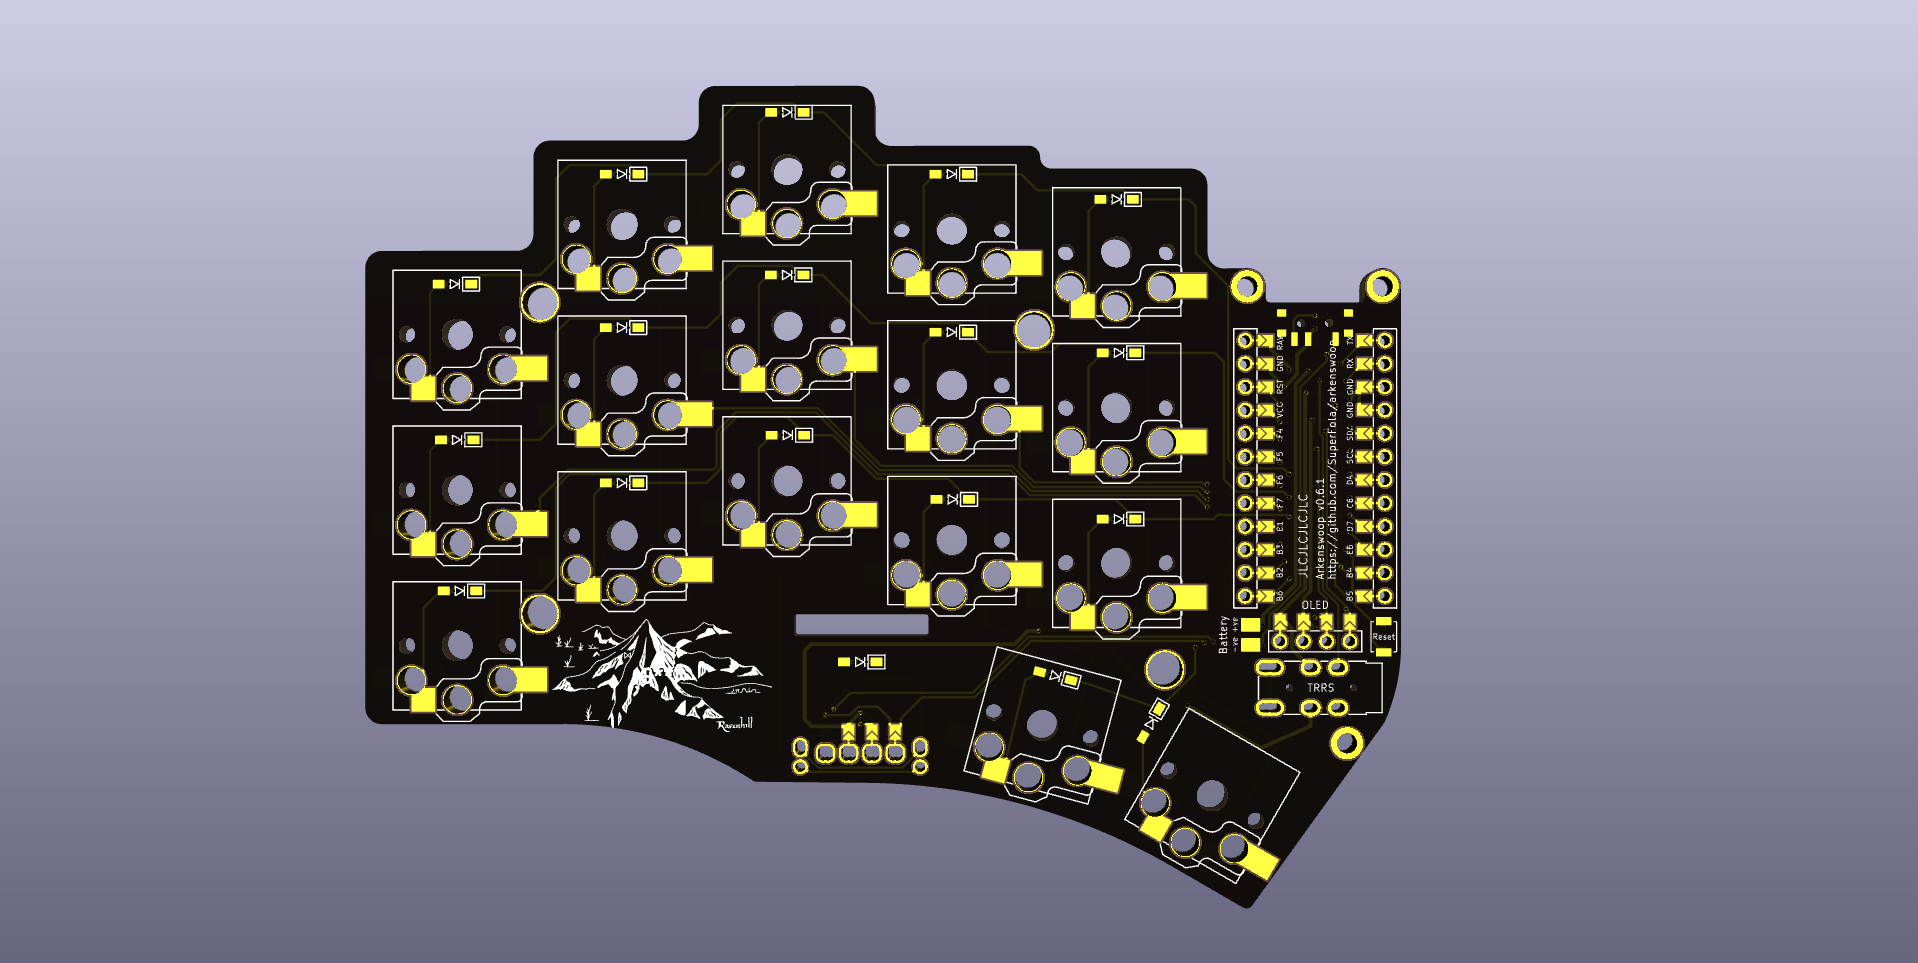 RAW
GND
RST
VCC
F4
F5
F6
F7
B1
B3
B2
B6
TX
RX
GND
GND
SDA
SCL
D4
C6
D7
E6
B4
B5
JLCJLCJLCJLC
Arkenswoop v0.6.1
https://github.com/SuperFola/arkenswoop
OLED
Battery
-ve +ve
Reset
TRRS
Ravenhill